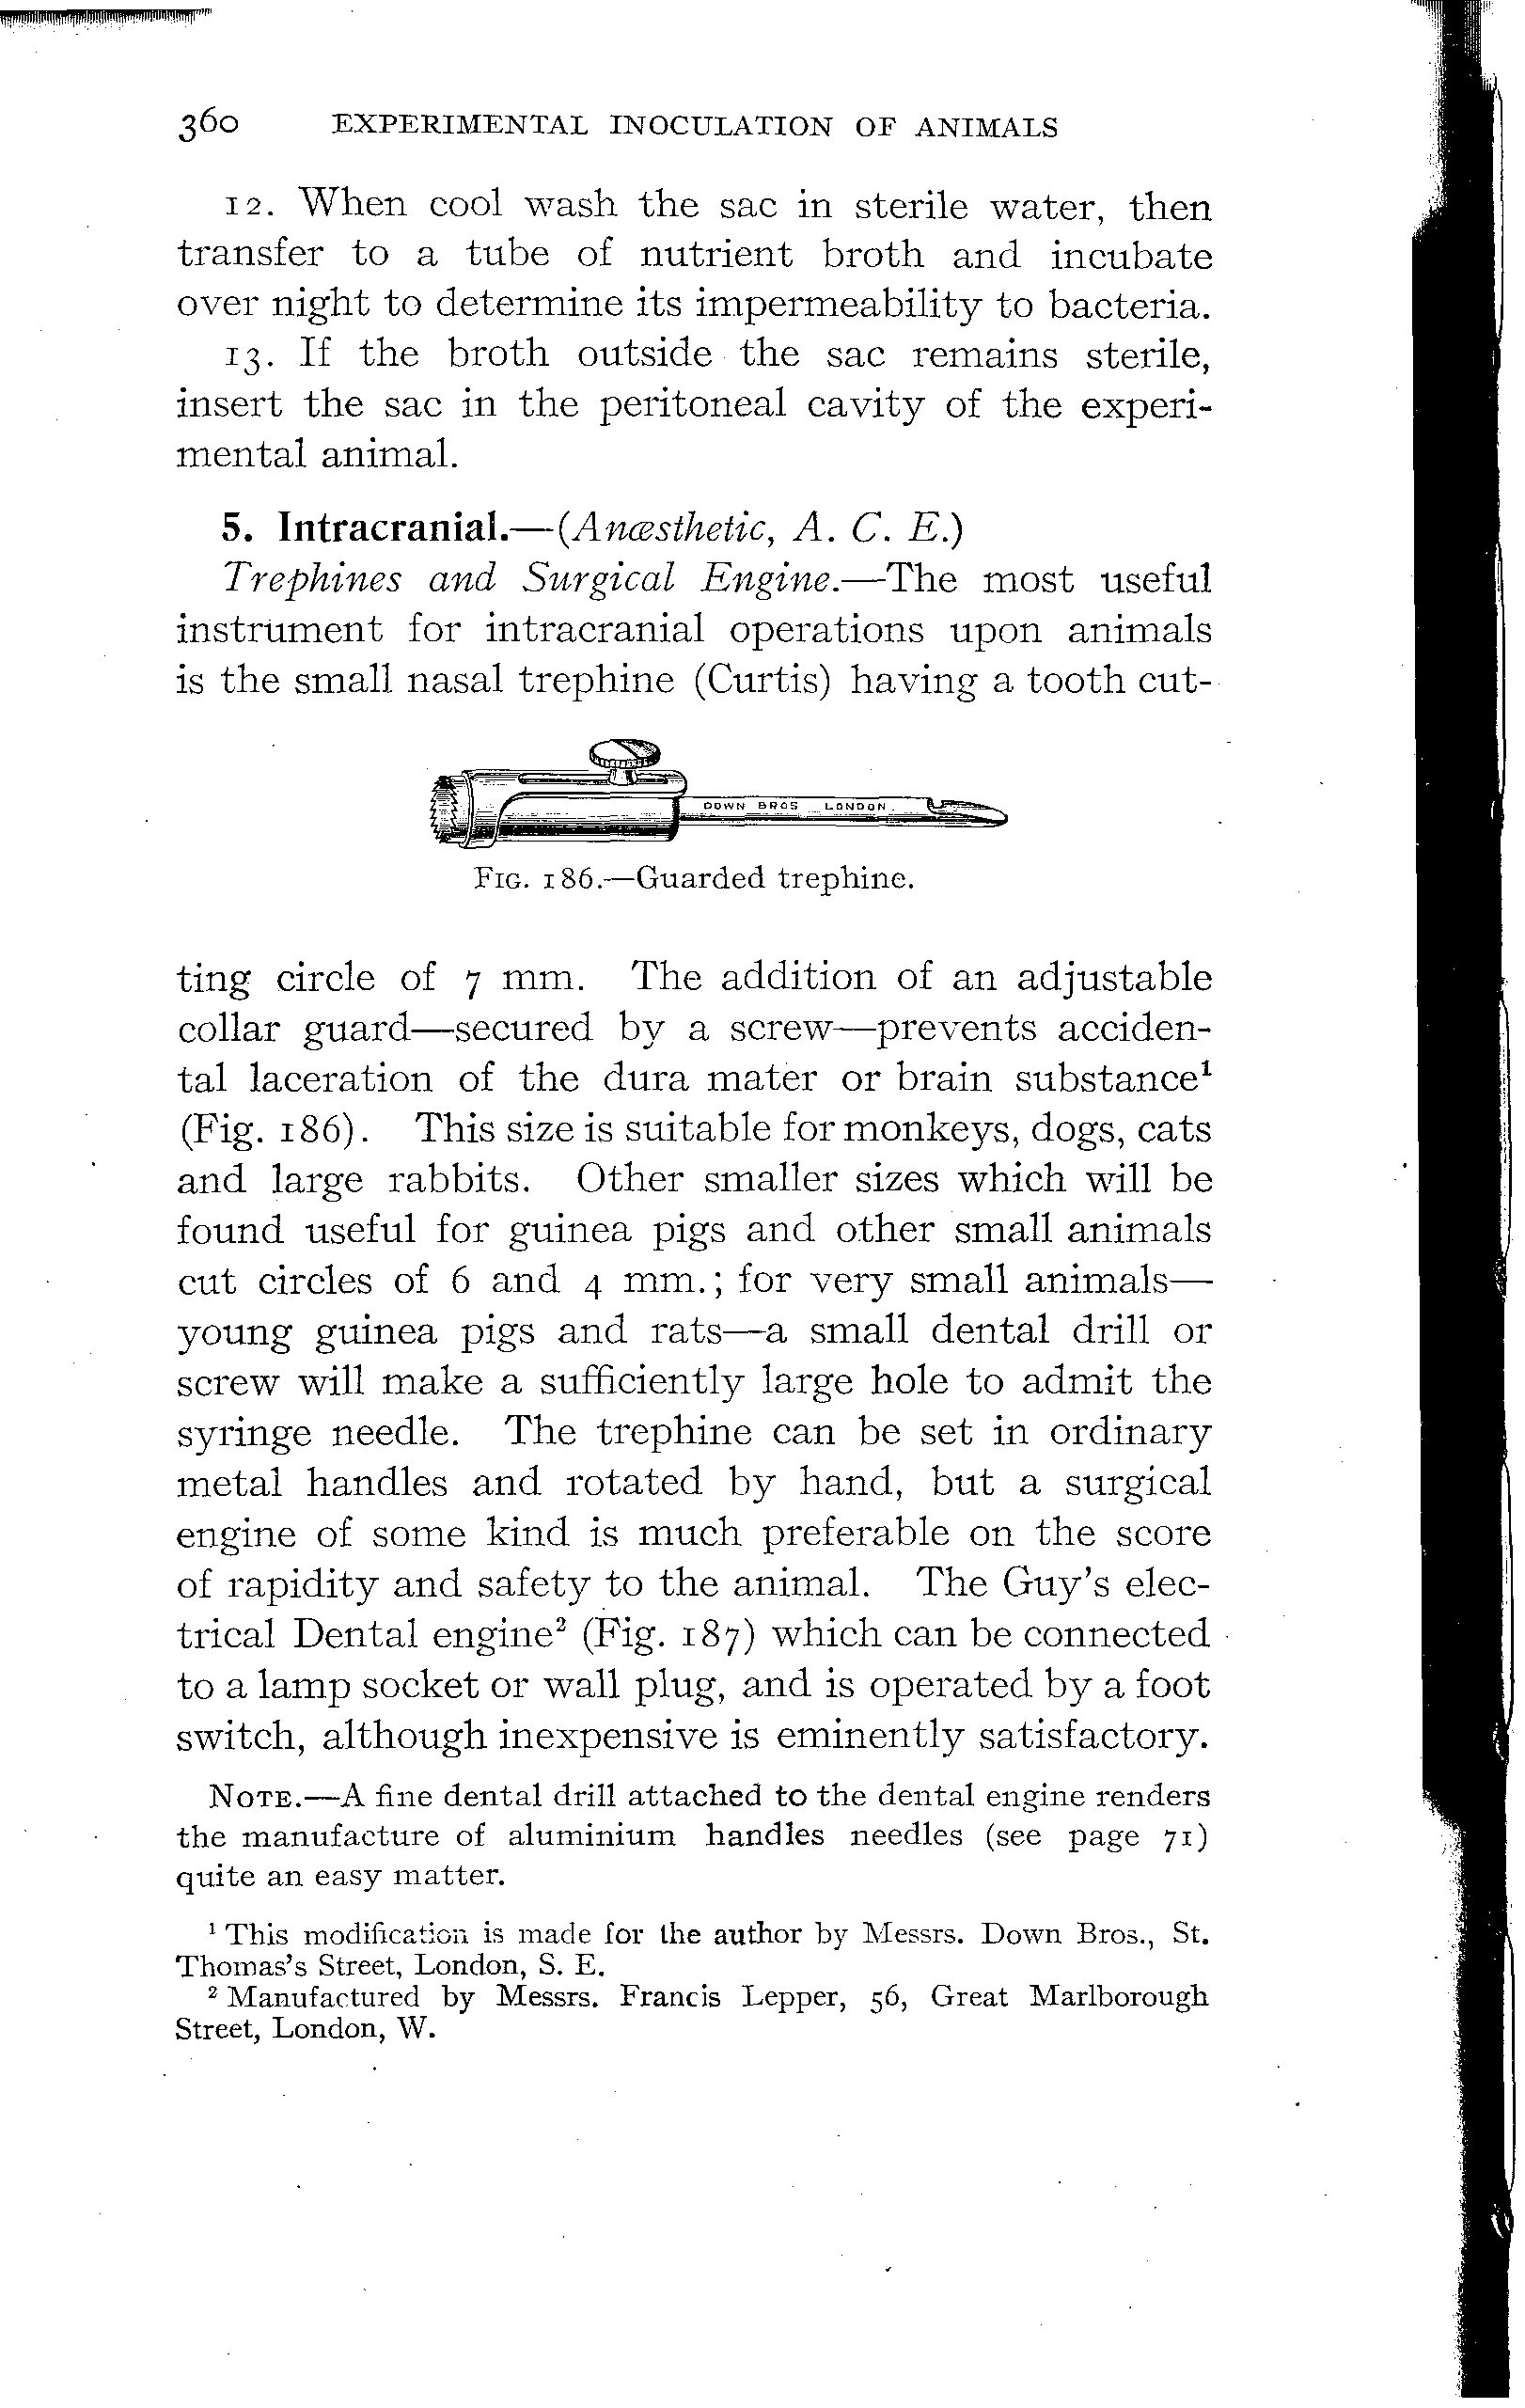 360 EXPERIMENTAL INOCULATION OF ANIMALS
12. When cool wash the sac in sterile water, then
transfer to a tube of nutrient broth and incubate
over night to determine its impermeability to bacteria.
13. If the broth outside the sac remains sterile,
insert the sac in the peritoneal cavity of the experi-
mental animal.
5. Intracranial.—(Anæsthetic, A. C. E.)
Trephines and Surgical Engine.—The most useful
instrument for intracranial operations upon animals
is the small nasal trephine (Curtis) having a tooth cut-
DOWN BROS LONDON.
FIG. 186.—Guarded trephine.
ting circle of 7 mm. The addition of an adjustable
collar guard—secured by a screw—prevents acciden-
tal laceration of the dura mater or brain substance¹
(Fig. 186). This size is suitable for monkeys, dogs, cats
and large rabbits. Other smaller sizes which will be
found useful for guinea pigs and other small animals
cut circles of 6 and 4 mm.; for very small animals—
young guinea pigs and rats—a small dental drill or
screw will make a sufficiently large hole to admit the
syringe needle. The trephine can be set in ordinary
metal handles and rotated by hand, but a surgical
engine of some kind is much preferable on the score
of rapidity and safety to the animal. The Guy's elec-
trical Dental engine² (Fig. 187) which can be connected
to a lamp socket or wall plug, and is operated by a foot
switch, although inexpensive is eminently satisfactory.
NOTE.—A fine dental drill attached to the dental engine renders
the manufacture of aluminium handles needles (see page 71)
quite an easy matter.
¹ This modification is made for the author by Messrs. Down Bros., St.
Thomas's Street, London, S. E.
² Manufactured by Messrs. Francis Lepper, 56, Great Marlborough
Street, London, W.